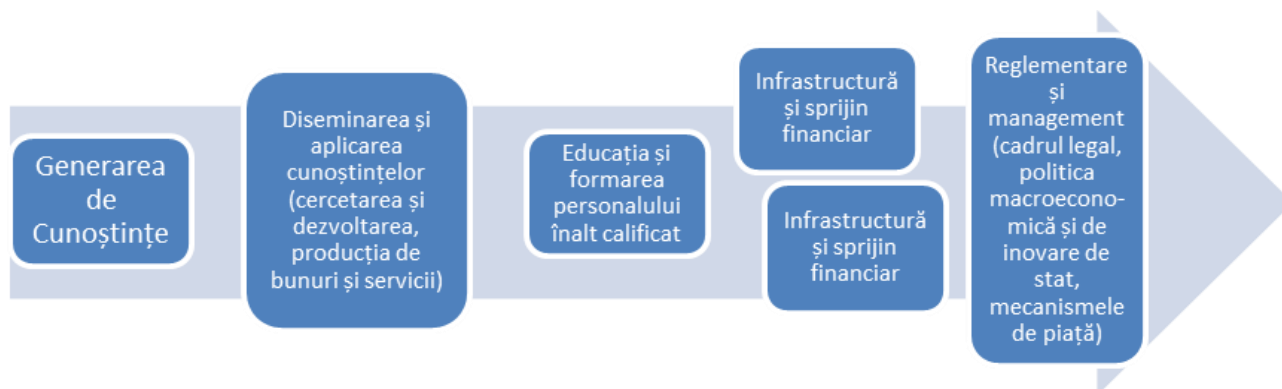 Generarea
de
Cunoștințe
Diseminarea și
aplicarea
cunoștințelor
(cercetarea și
dezvoltarea,
producția de
bunuri și servicii)
Educația și
formarea
personalului
înalt calificat
Infrastructură
și sprijin
financiar
Infrastructură
și sprijin
financiar
Reglementare
și
management
(cadrul legal,
politica
macroecono-
mică și de
inovare de
stat,
mecanismele
de piață)